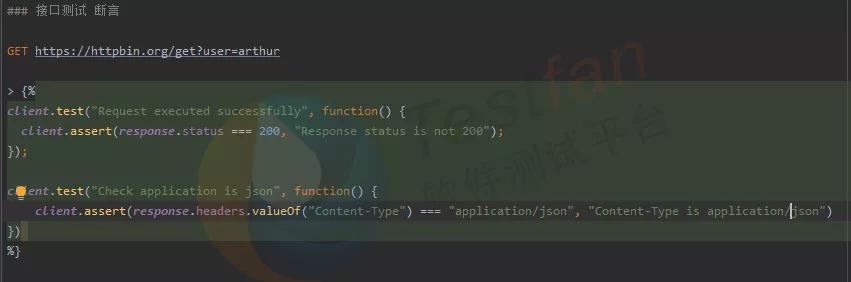 ### 接口测试 断言
GET https://httpbin.org/get?user=arthur
> {%
client.test("Request executed successfully", function() {
client.assert(response.status === 200, "Response status is not 200");
});
client.test("Check application is json", function() {
client.assert(response.headers.valueOf("Content-Type") === "application/json", "Content-Type is application/json")
})
%}
Testfan
软件测试平台